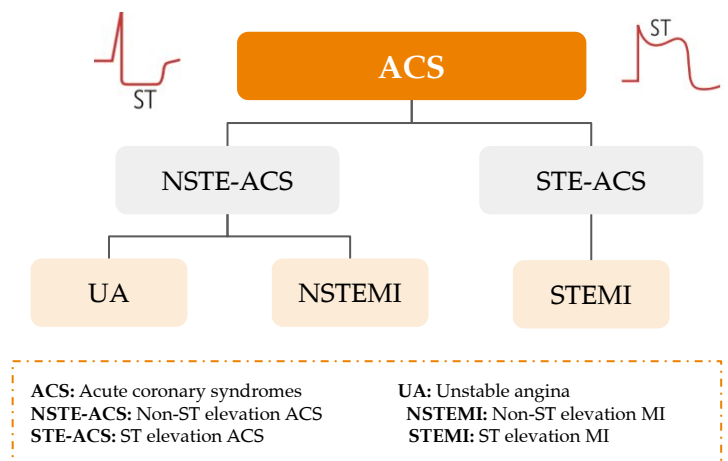 ST
ACS
ST
NSTE-ACS
STE-ACS
UA
NSTEMI
STEMI
ACS: Acute coronary syndromes
UA: Unstable angina
NSTE-ACS: Non-ST elevation ACS
NSTEMI: Non-ST elevation MI
STE-ACS: ST elevation ACS
STEMI: ST elevation MI